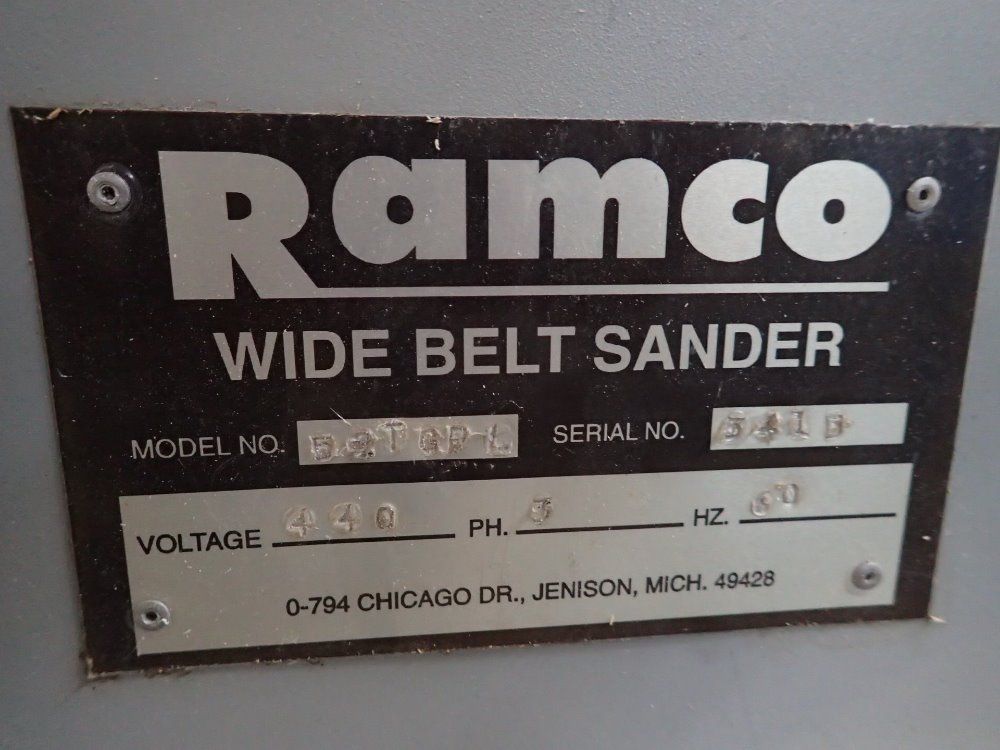 Ramco
WIDE BELT SANDER
MODEL NO. SERIAL NO.
VOLTAGE 440 PH. 3 HZ. 60
0-794 CHICAGO DR., JENISON, MICH. 49428